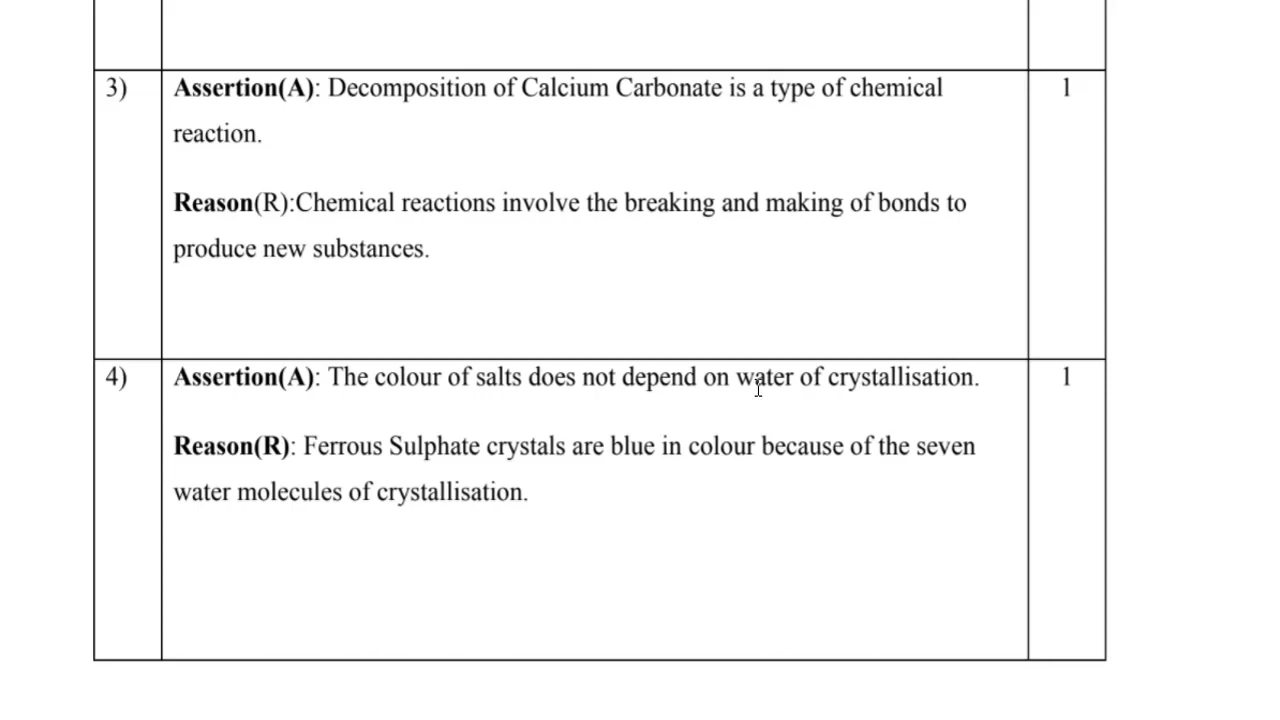 3) Assertion(A): Decomposition of Calcium Carbonate is a type of chemical 1
reaction.
Reason(R):Chemical reactions involve the breaking and making of bonds to
produce new substances.
4) Assertion(A): The colour of salts does not depend on water of crystallisation. 1
Reason(R): Ferrous Sulphate crystals are blue in colour because of the seven
water molecules of crystallisation.